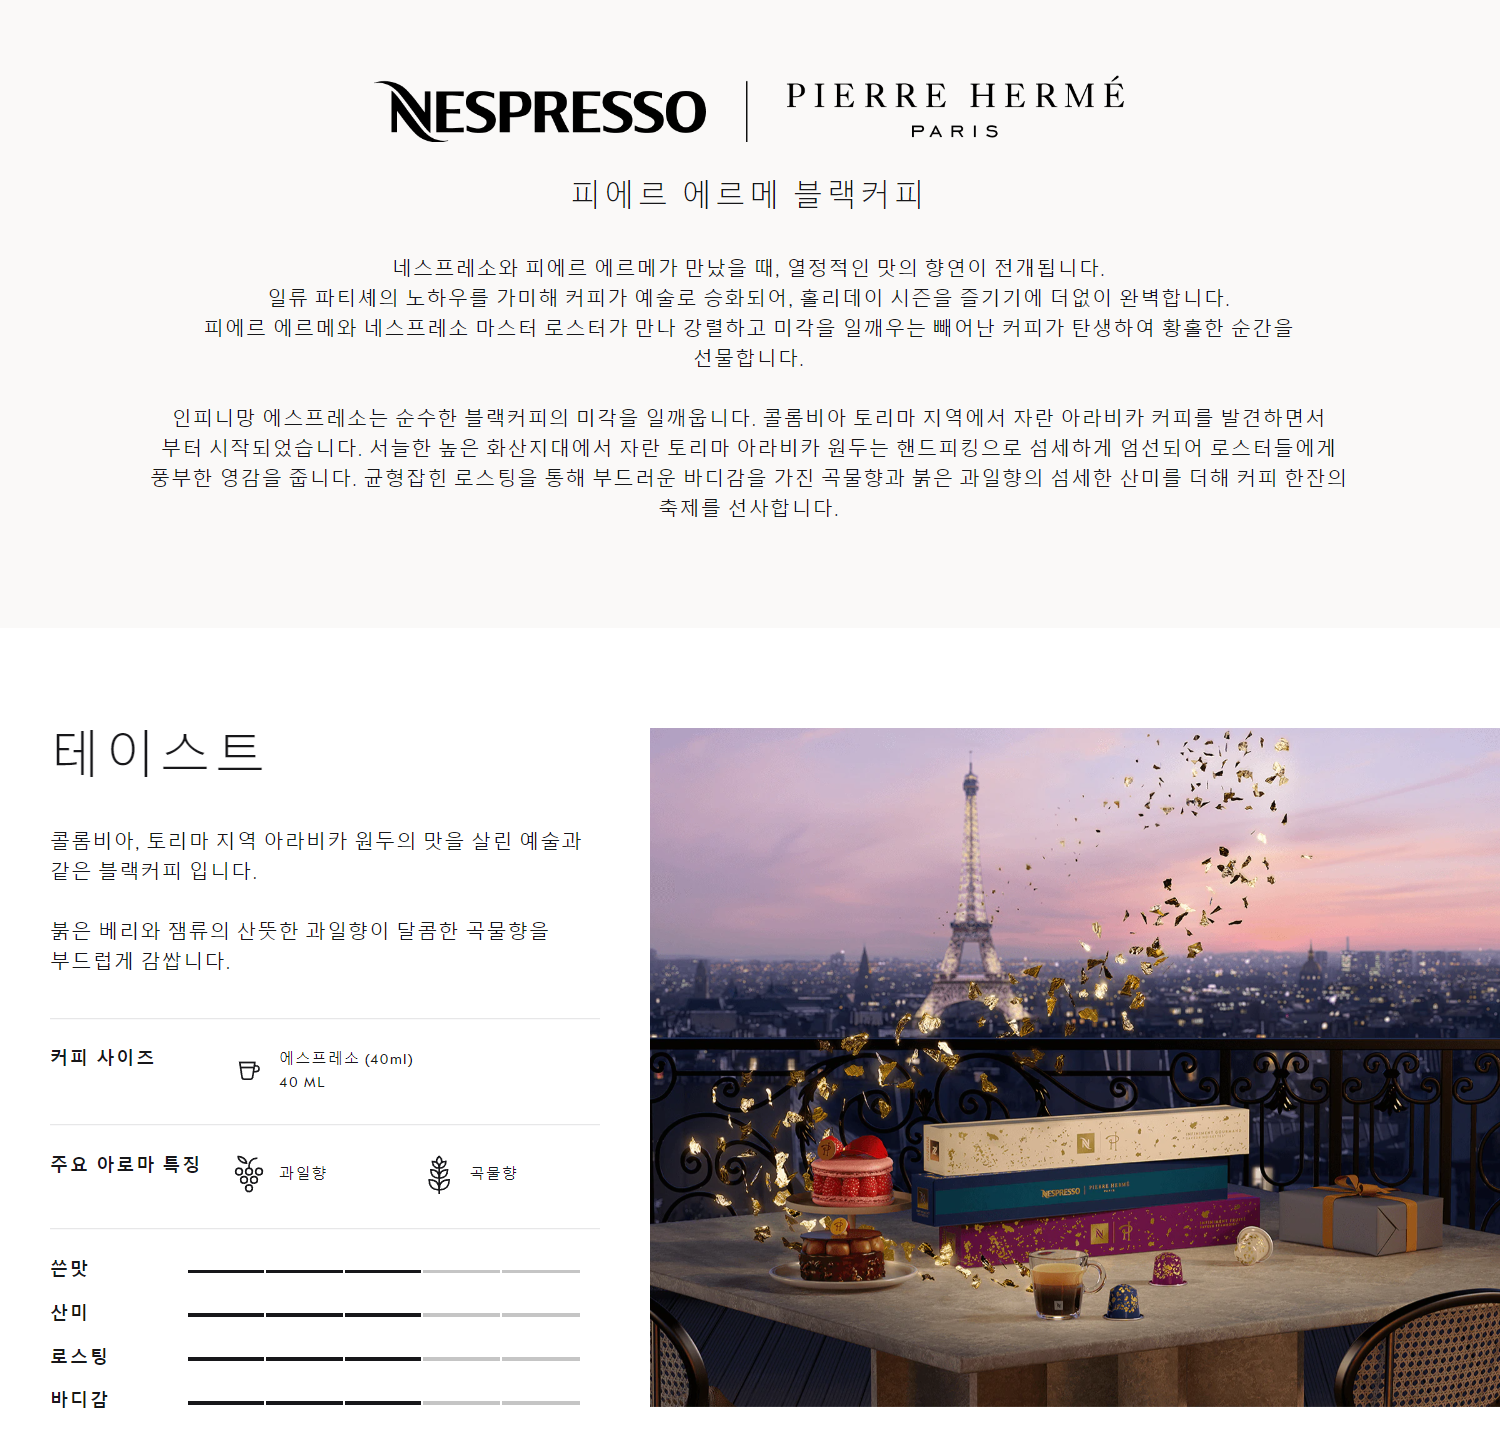 NESPRESSO
PIERRE HERMÉ
PARIS
피에르 에르메 블랙커피
네스프레소와 피에르 에르메가 만났을 때, 열정적인 맛의 향연이 전개됩니다.
일류 파티셰의 노하우를 가미해 커피가 예술로 승화되어, 홀리데이 시즌을 즐기기에 더없이 완벽합니다.
피에르 에르메와 네스프레소 마스터 로스터가 만나 강렬하고 미각을 일깨우는 빼어난 커피가 탄생하여 황홀한 순간을
선물합니다.
인피니망 에스프레소는 순수한 블랙커피의 미각을 일깨웁니다. 콜롬비아 토리마 지역에서 자란 아라비카 커피를 발견하면서
부터 시작되었습니다. 서늘한 높은 화산지대에서 자란 토리마 아라비카 원두는 핸드피킹으로 섬세하게 엄선되어 로스터들에게
풍부한 영감을 줍니다. 균형잡힌 로스팅을 통해 부드러운 바디감을 가진 곡물향과 붉은 과일향의 섬세한 산미를 더해 커피 한잔의
축제를 선사합니다.
테이스트
콜롬비아, 토리마 지역 아라비카 원두의 맛을 살린 예술과
같은 블랙커피 입니다.
붉은 베리와 잼류의 산뜻한 과일향이 달콤한 곡물향을
부드럽게 감쌉니다.
커피 사이즈
에스프레소 (40ml)
40 ML
주요 아로마 특징
과일향
곡물향
쓴맛
산미
로스팅
바디감
NESPRESSO
PIERRE HERMÉ